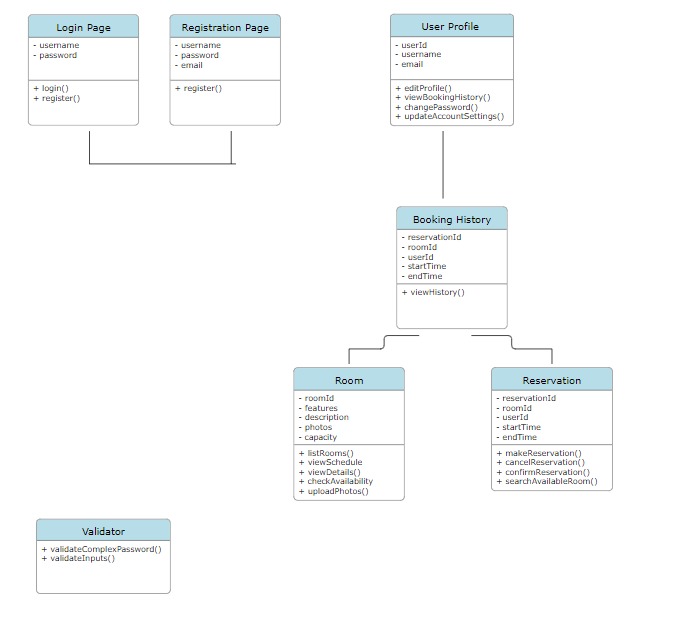 Login Page
- username
- password
+ login()
+ register()
Registration Page
- username
- password
- email
+ register()
User Profile
- userId
- username
- email
+ editProfile()
+ viewBookingHistory()
+ changePassword()
+ updateAccountSettings()
Booking History
- reservationId
- roomId
- userId
- startTime
- endTime
+ viewHistory()
Room
- roomId
- features
- description
- photos
- capacity
+ listRooms()
+ viewSchedule
+ viewDetails()
+ checkAvailability
+ uploadPhotos()
Reservation
- reservationId
- roomId
- userId
- startTime
- endTime
+ makeReservation()
+ cancelReservation()
+ confirmReservation()
+ searchAvailableRoom()
Validator
+ validateComplexPassword()
+ validateInputs()